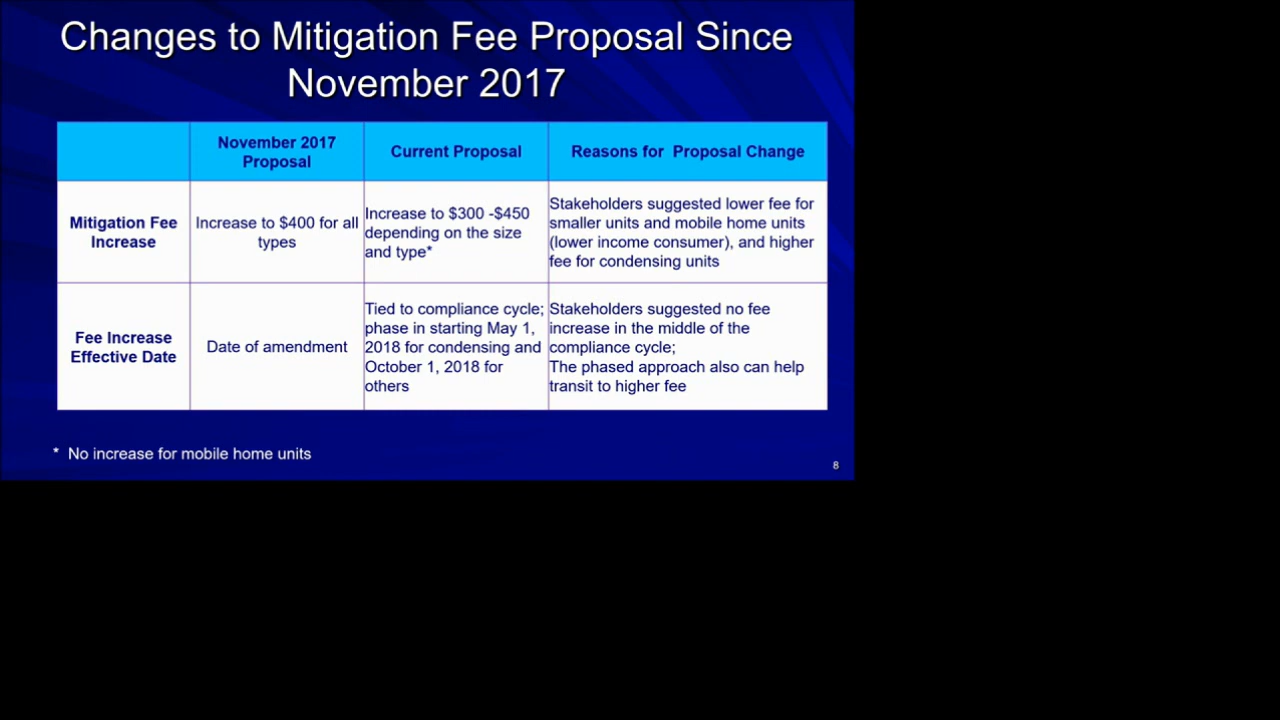 Changes to Mitigation Fee Proposal Since
November 2017
November 2017
Proposal
Current Proposal
Reasons for  Proposal Change
Mitigation Fee
Increase
Increase to $400 for all
types
Increase to $300 -$450
depending on the size
and type*
Stakeholders suggested lower fee for
smaller units and mobile home units
(lower income consumer), and higher
fee for condensing units
Fee Increase
Effective Date
Date of amendment
Tied to compliance cycle;
phase in starting May 1,
2018 for condensing and
October 1, 2018 for
others
Stakeholders suggested no fee
increase in the middle of the
compliance cycle;
The phased approach also can help
transit to higher fee
* No increase for mobile home units
8